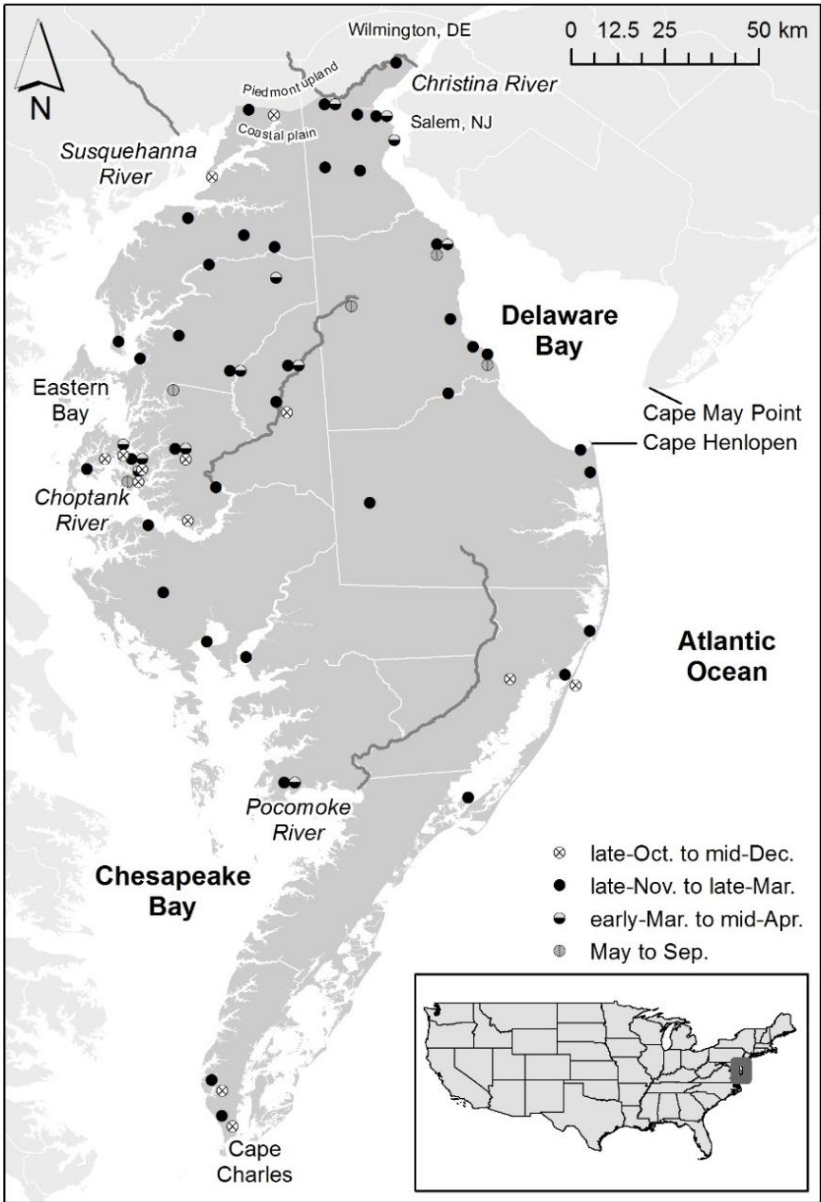 Wilmington, DE
0 12.5 25 50 km
Piedmont upland
Christina River
N
Coastal plain
Salem, NJ
Susquehanna
River
Delaware
Bay
Eastern
Bay
Cape May Point
Cape Henlopen
Choptank
River
Atlantic
Ocean
Pocomoke
River
Chesapeake
Bay
late-Oct. to mid-Dec.
late-Nov. to late-Mar.
early-Mar. to mid-Apr.
May to Sep.
Cape
Charles